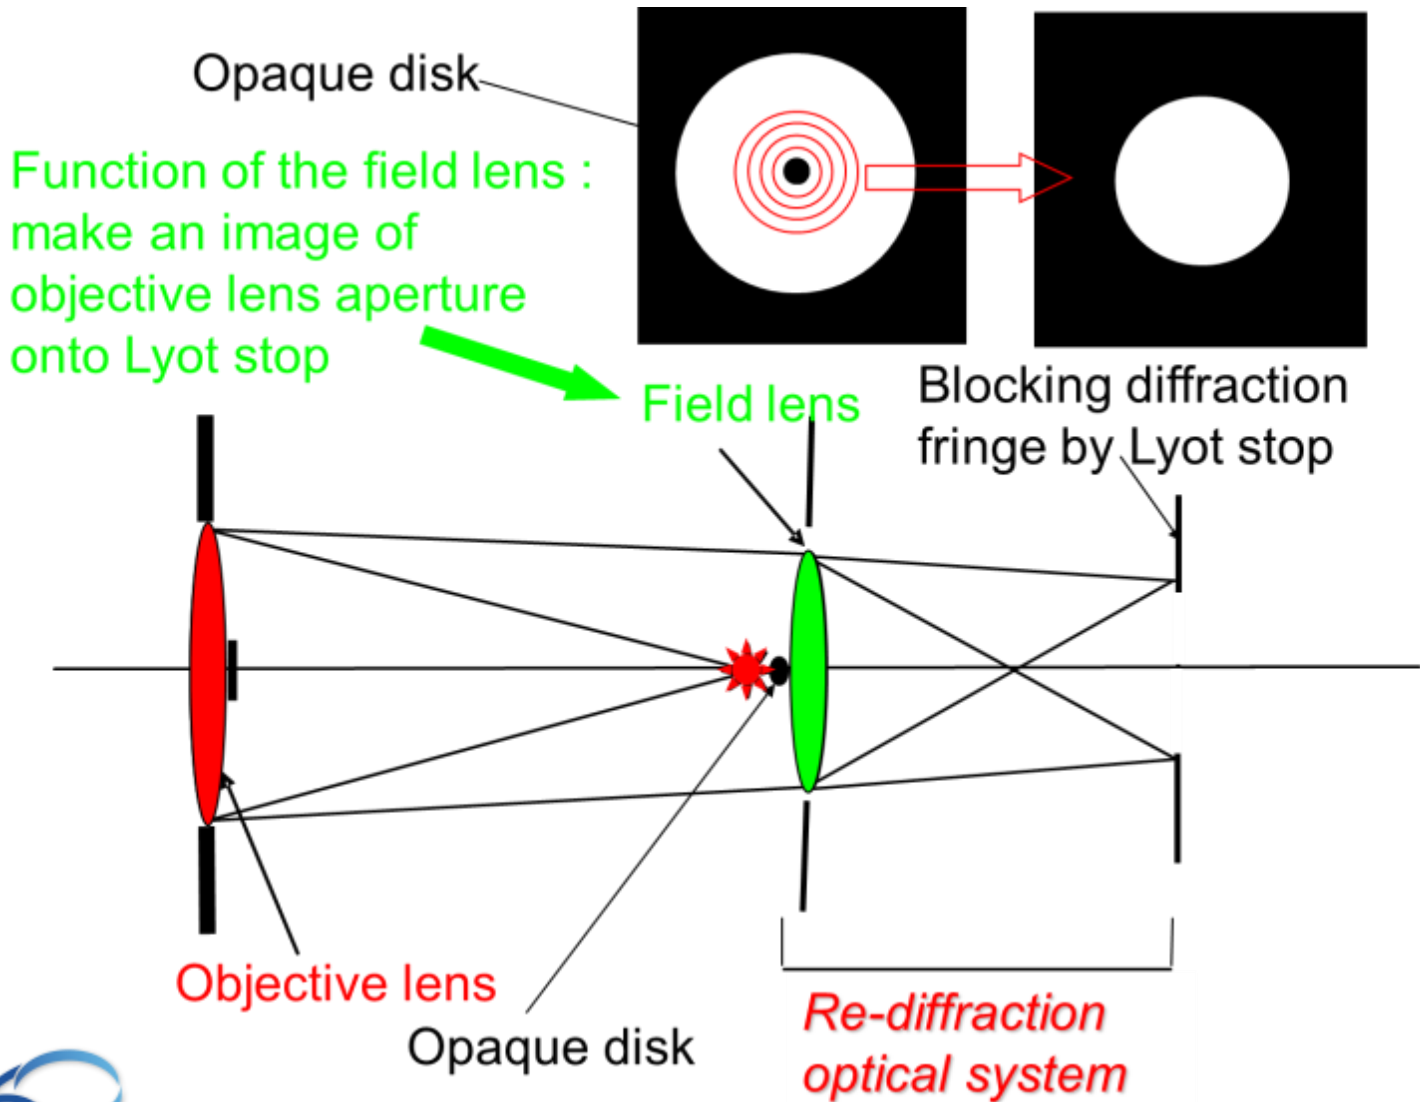 Opaque disk
Function of the field lens :
make an image of
objective lens aperture
onto Lyot stop
Field lens
Blocking diffraction
fringe by Lyot stop
Objective lens
Opaque disk
Re-diffraction
optical system